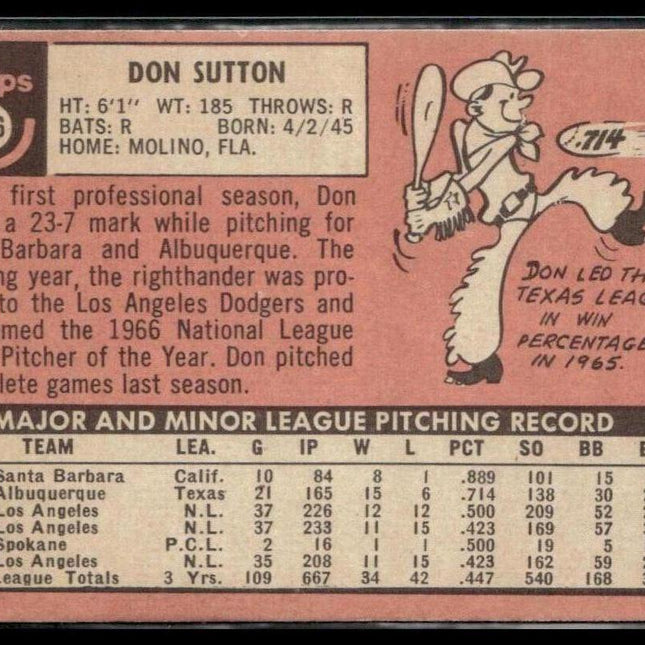 DON SUTTON
HT: 6'1" WT: 185 THROWS: R
BATS: R BORN: 4/2/45
HOME: MOLINO, FLA.
first professional season, Don
a 23-7 mark while pitching for
Barbara and Albuquerque. The
ng year, the righthander was pro-
to the Los Angeles Dodgers and
med the 1966 National League
Pitcher of the Year. Don pitched
lete games last season.
.714
DON LED TH
TEXAS LEAG
IN WIN
PERCENTAGE
IN 1965.
MAJOR AND MINOR LEAGUE PITCHING RECORD
TEAM LEA. G IP W L PCT SO BB
Santa Barbara Calif. 10 84 8 1 .889 101 15
Albuquerque Texas 21 165 15 6 .714 138 30
Los Angeles N.L. 37 226 12 12 .500 209 52
Los Angeles N.L. 37 233 11 15 .423 169 57
Spokane P.C.L. 2 16 1 1 .500 19 5
Los Angeles N.L. 35 208 11 15 .423 162 59
League Totals 3 Yrs. 109 667 34 42 .447 540 168